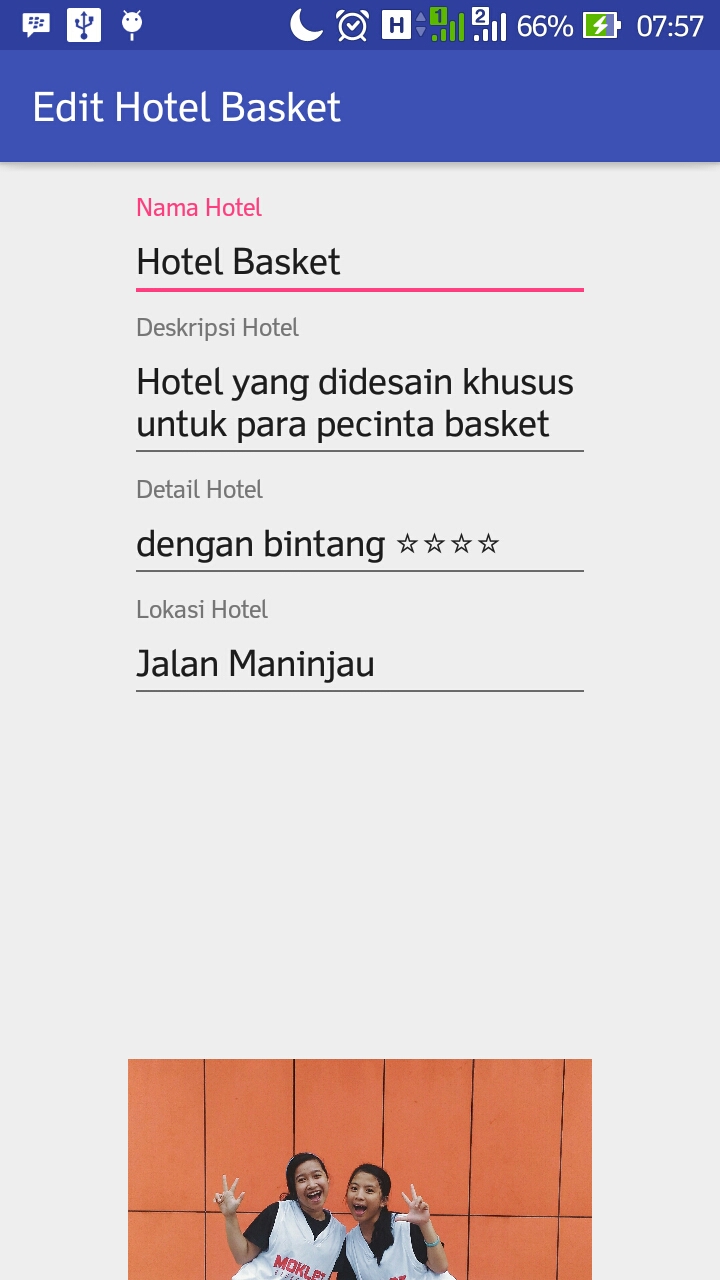 H 1 2 66% 07:57
Edit Hotel Basket
Nama Hotel
Hotel Basket
Deskripsi Hotel
Hotel yang didesain khusus
untuk para pecinta basket
Detail Hotel
dengan bintang ☆☆☆☆
Lokasi Hotel
Jalan Maninjau